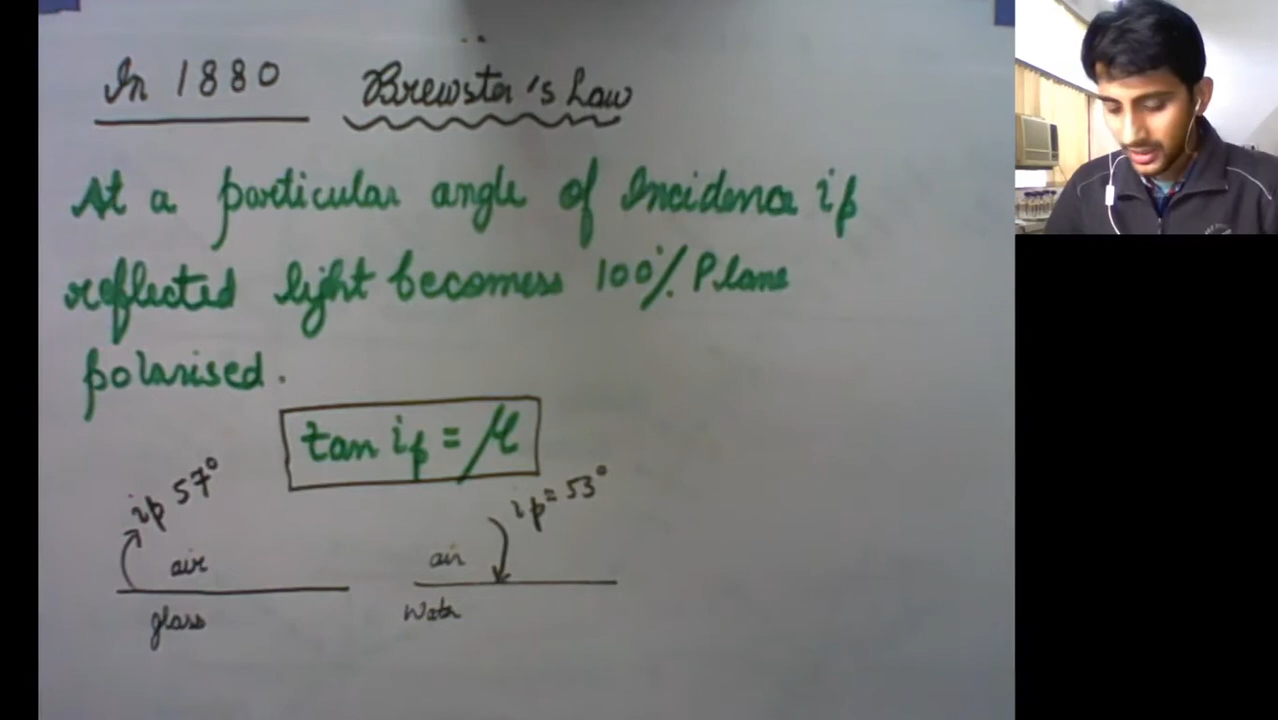 In 1880 Brewster's Law
At a particular angle of Incidence ip
reflected light becomes 100% Plane
polarised.
tan ip = μ
ip 57°
ip = 53°
air
air
glass
Water